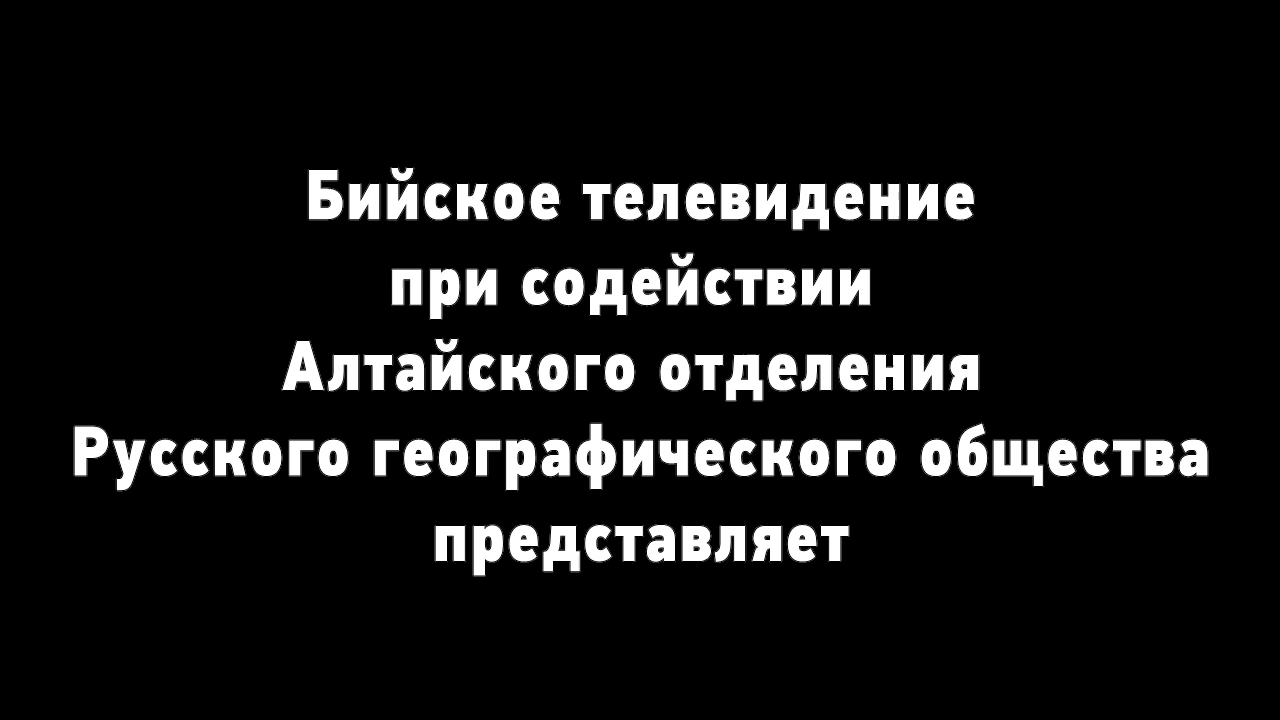 Бийское телевидение
при содействии
Алтайского отделения
Русского географического общества
представляет